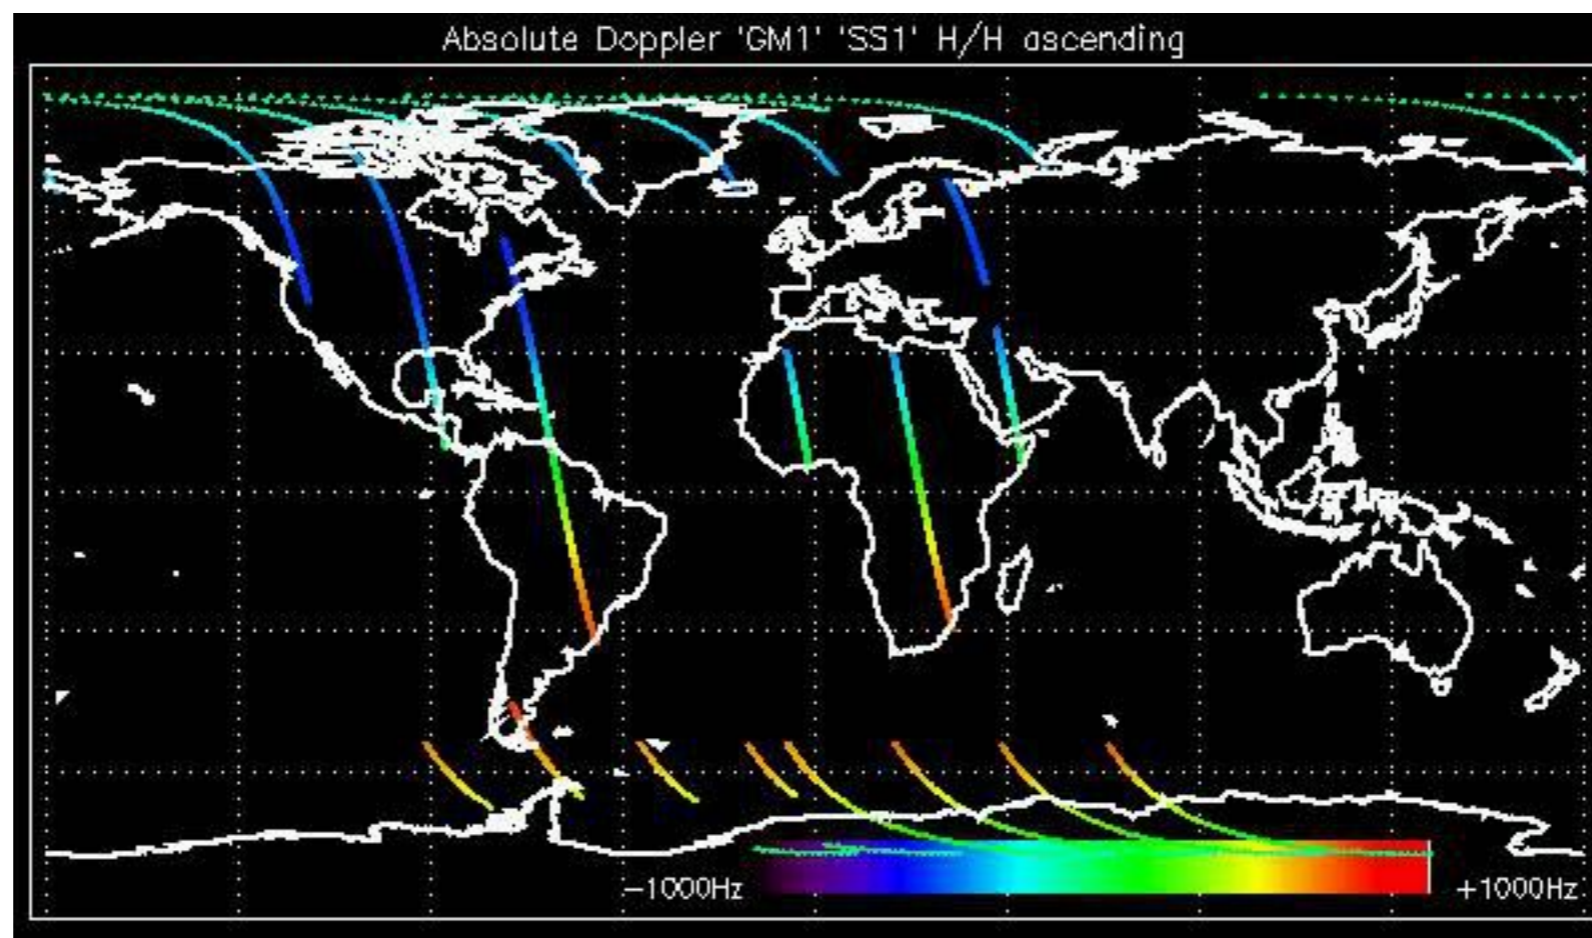 Absolute Doppler 'GM1' 'SS1' H/H ascending
-1000Hz
+1000Hz